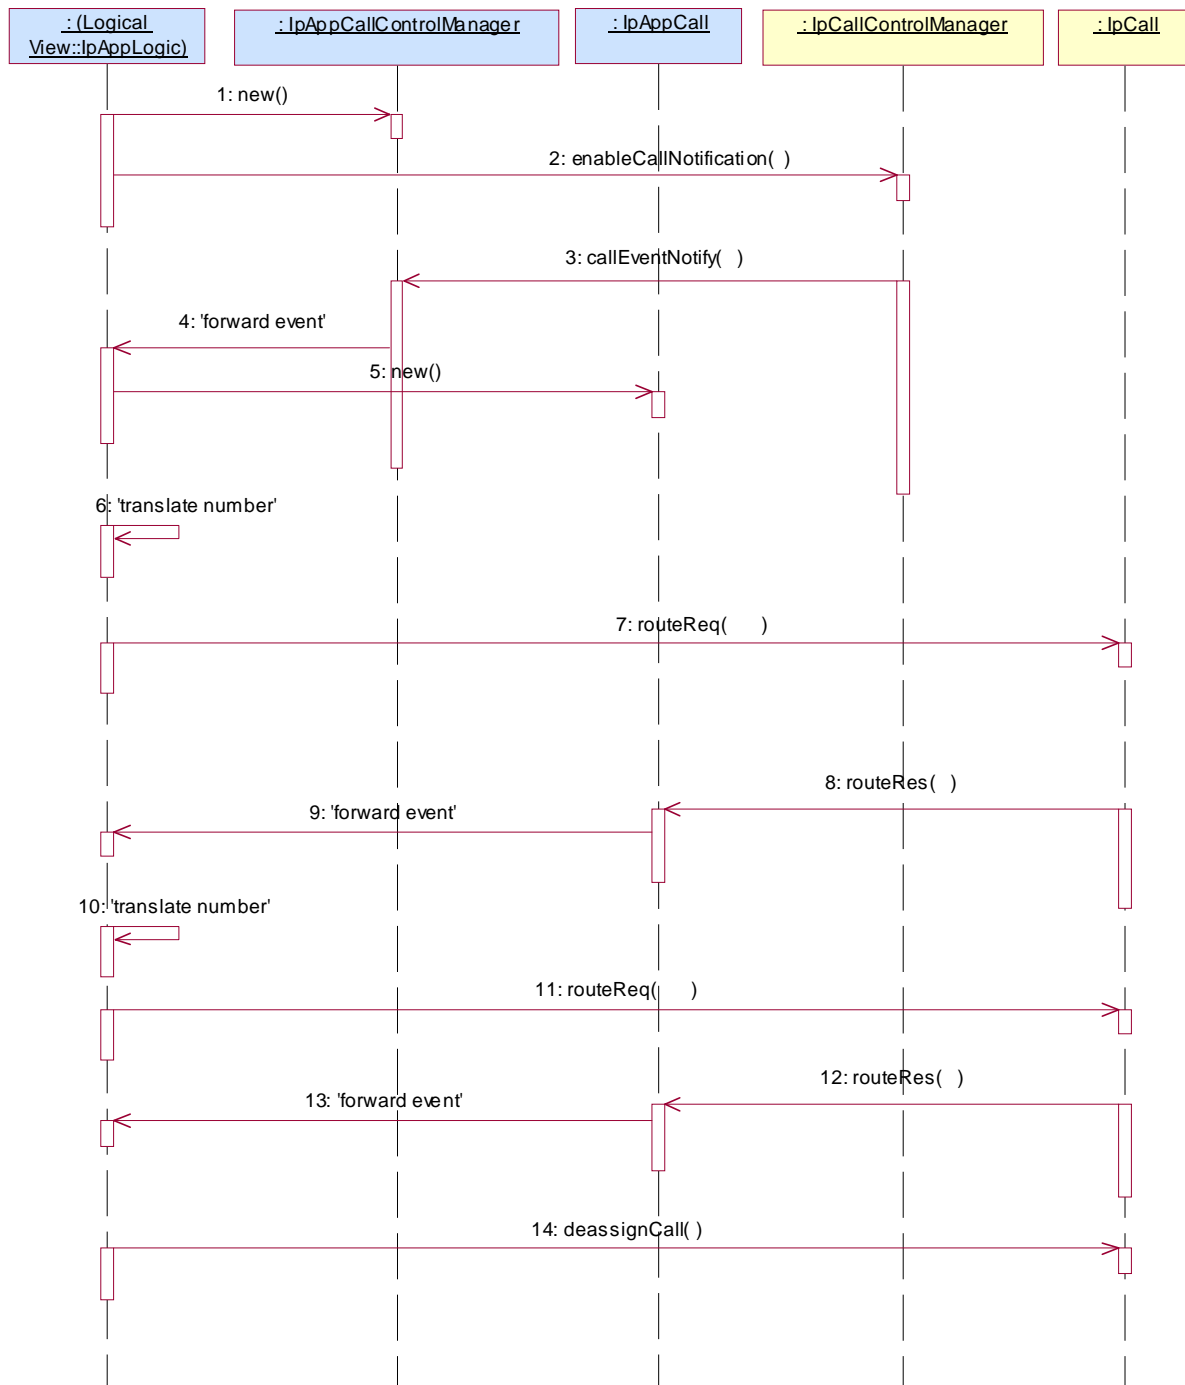 : (Logical
View::IpAppLogic)
: IpAppCallControlManager
: IpAppCall
: IpCallControlManager
: IpCall
1: new()
2: enableCallNotification( )
3: callEventNotify( )
4: 'forward event'
5: new()
6: 'translate number'
7: routeReq( )
8: routeRes( )
9: 'forward event'
10: 'translate number'
11: routeReq( )
12: routeRes( )
13: 'forward event'
14: deassignCall( )